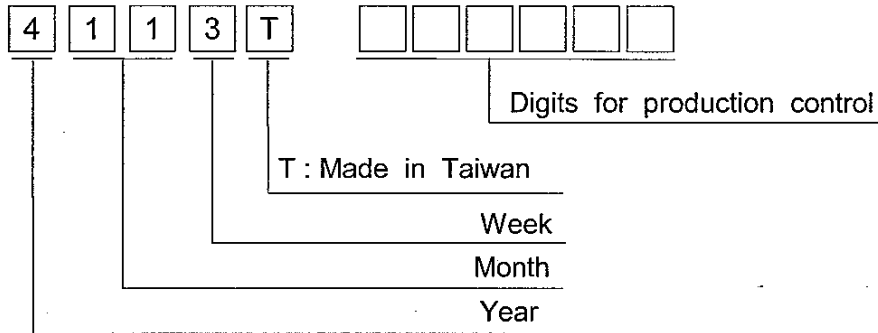 4 1 1 3 T
Digits for production control
T : Made in Taiwan
Week
Month
Year